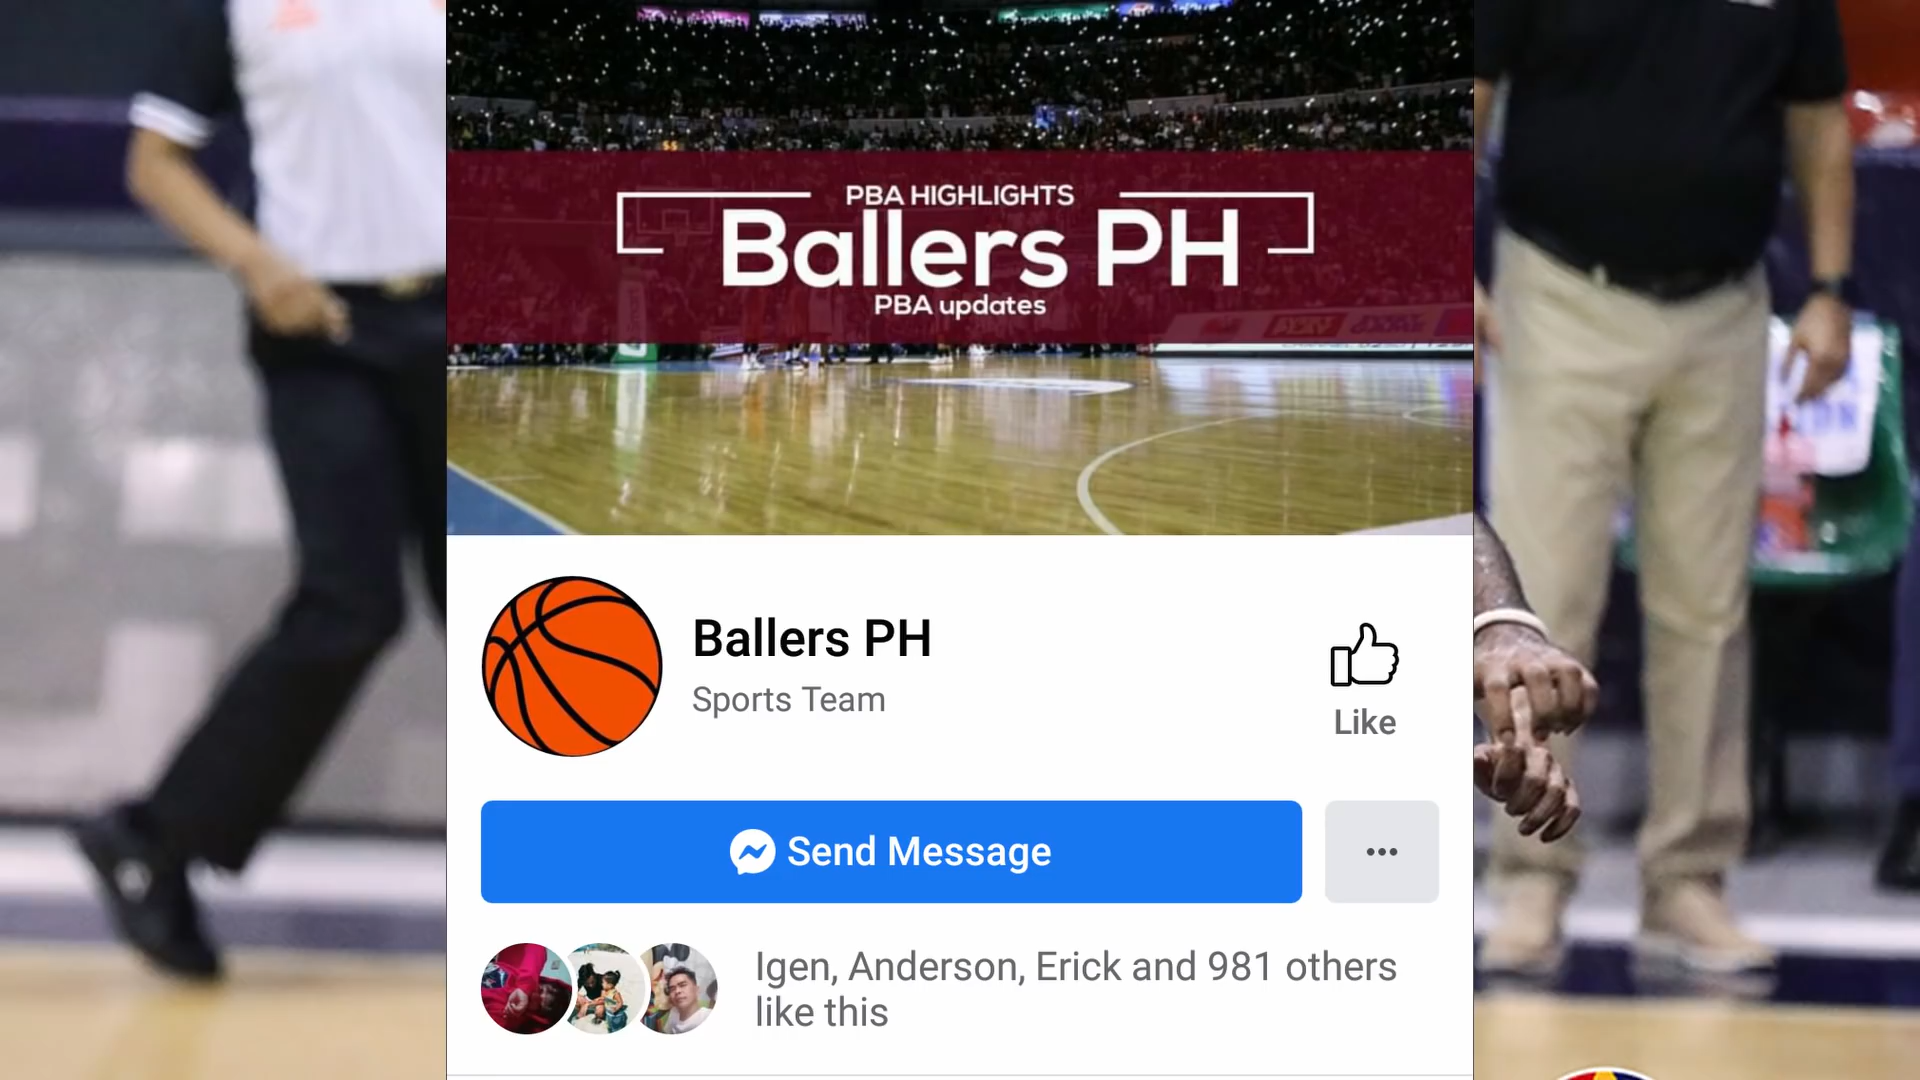 PBA HIGHLIGHTS
Ballers PH
PBA updates
Ballers PH
Sports Team
Like
Send Message
Igen, Anderson, Erick and 981 others
like this